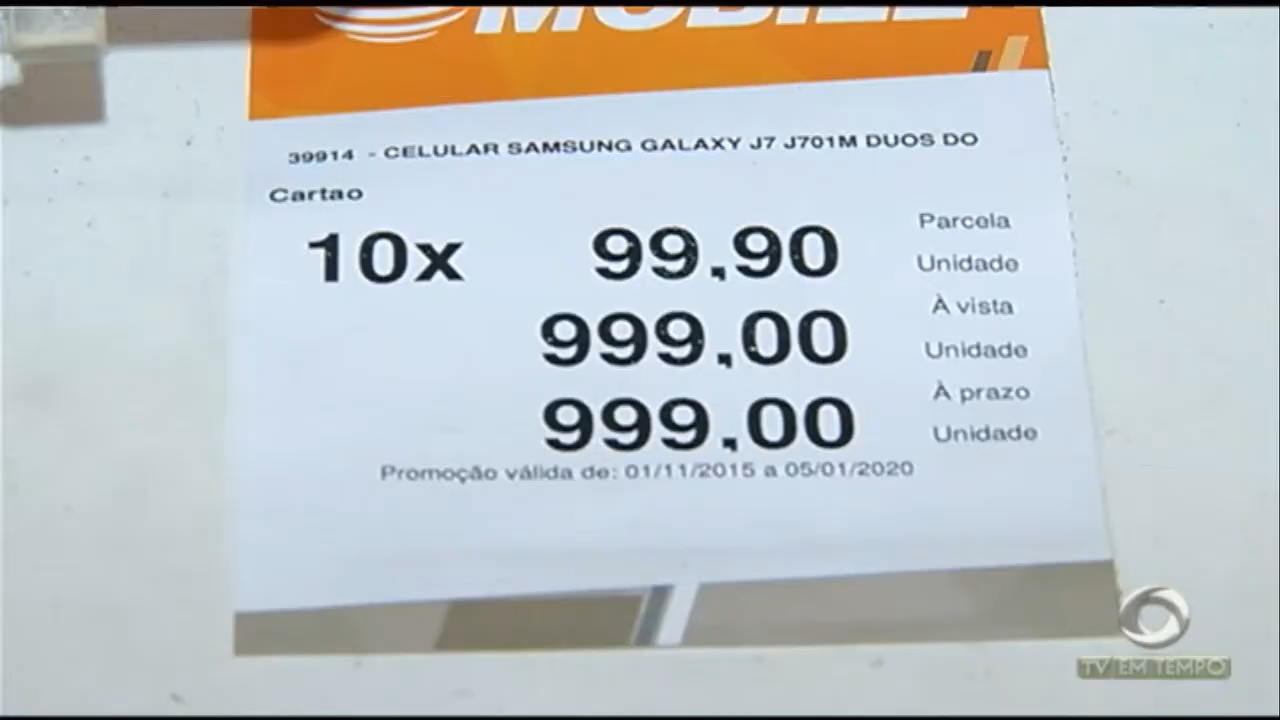 MOBILE
39914 - CELULAR SAMSUNG GALAXY J7 J701M DUOS DO
Cartao
10x 99,90 Parcela Unidade
999,00 À vista Unidade
999,00 À prazo Unidade
Promoção válida de: 01/11/2015 a 05/01/2020
TV EM TEMPO